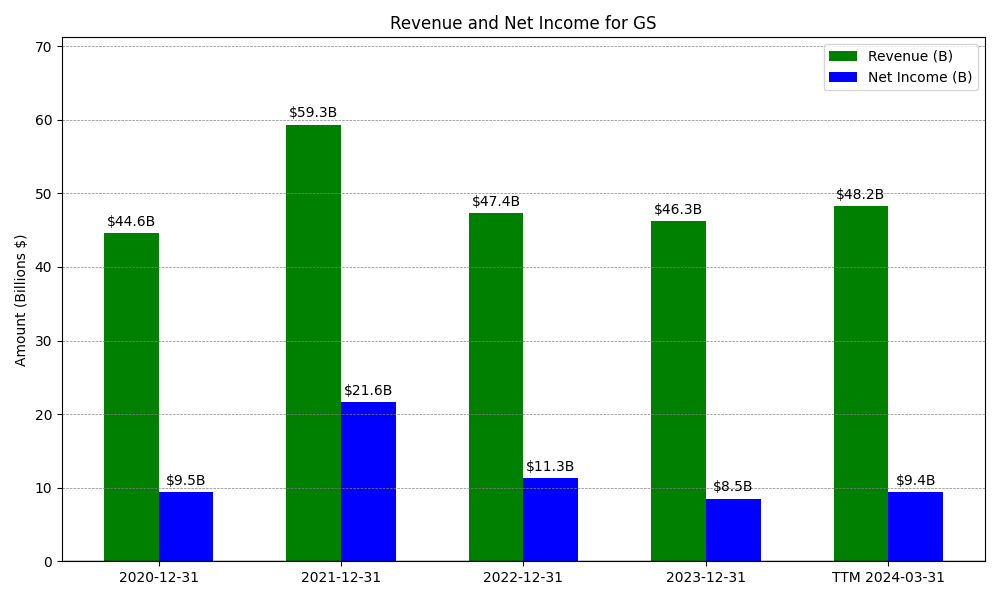 Revenue and Net Income for GS
Revenue (B)
Net Income (B)
Amount (Billions $)
70
60
50
40
30
20
10
0
$44.6B
$9.5B
$59.3B
$21.6B
$47.4B
$11.3B
$46.3B
$8.5B
$48.2B
$9.4B
2020-12-31
2021-12-31
2022-12-31
2023-12-31
TTM 2024-03-31